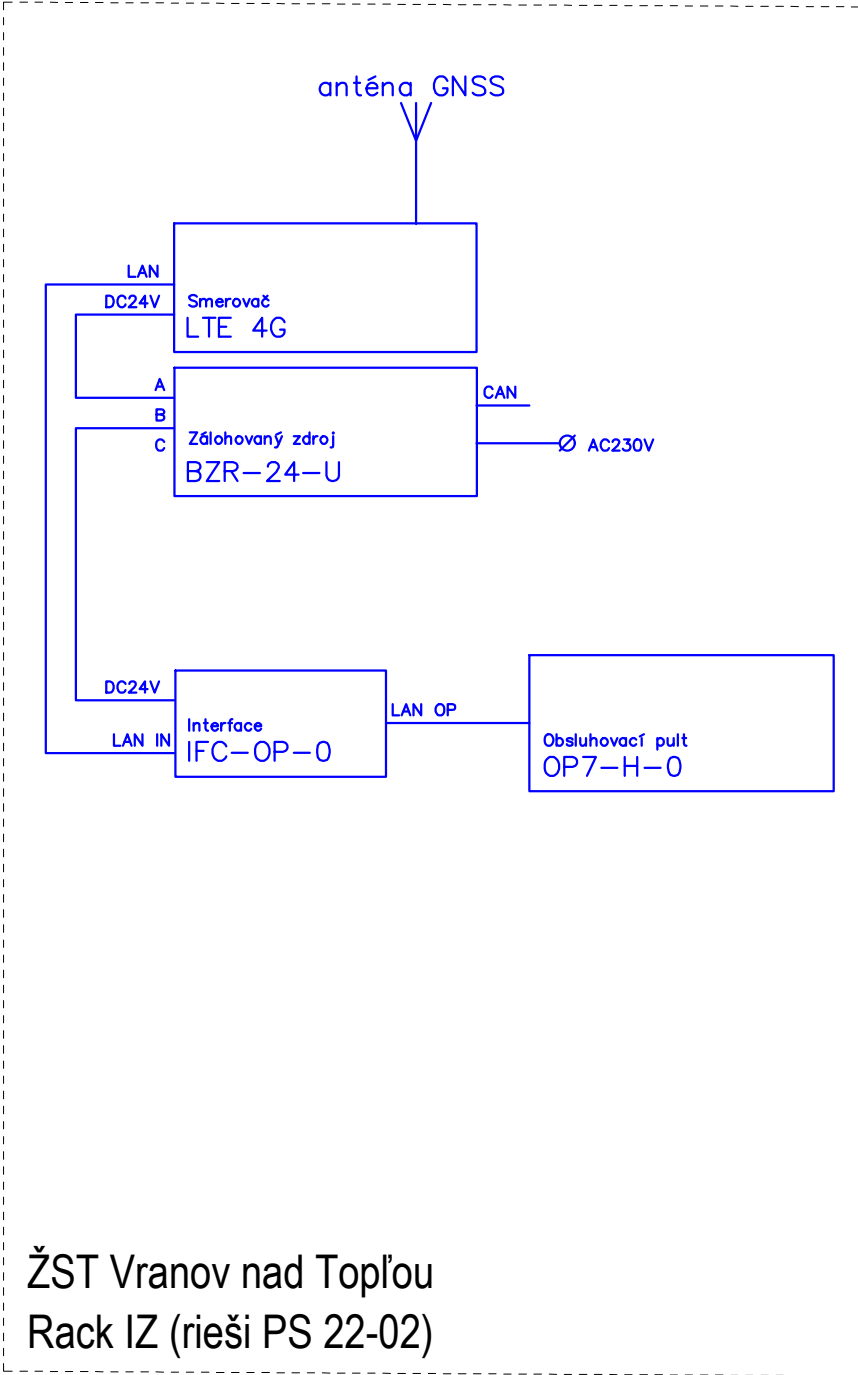 anténa GNSS
LAN
DC24V
Smerovač
LTE 4G
A
B
C
Zálohovaný zdroj
BZR-24-U
CAN
AC230V
DC24V
LAN IN
Interface
IFC-OP-0
LAN OP
Obsluhovací pult
OP7-H-0
ŽST Vranov nad Topľou
Rack IZ (rieši PS 22-02)